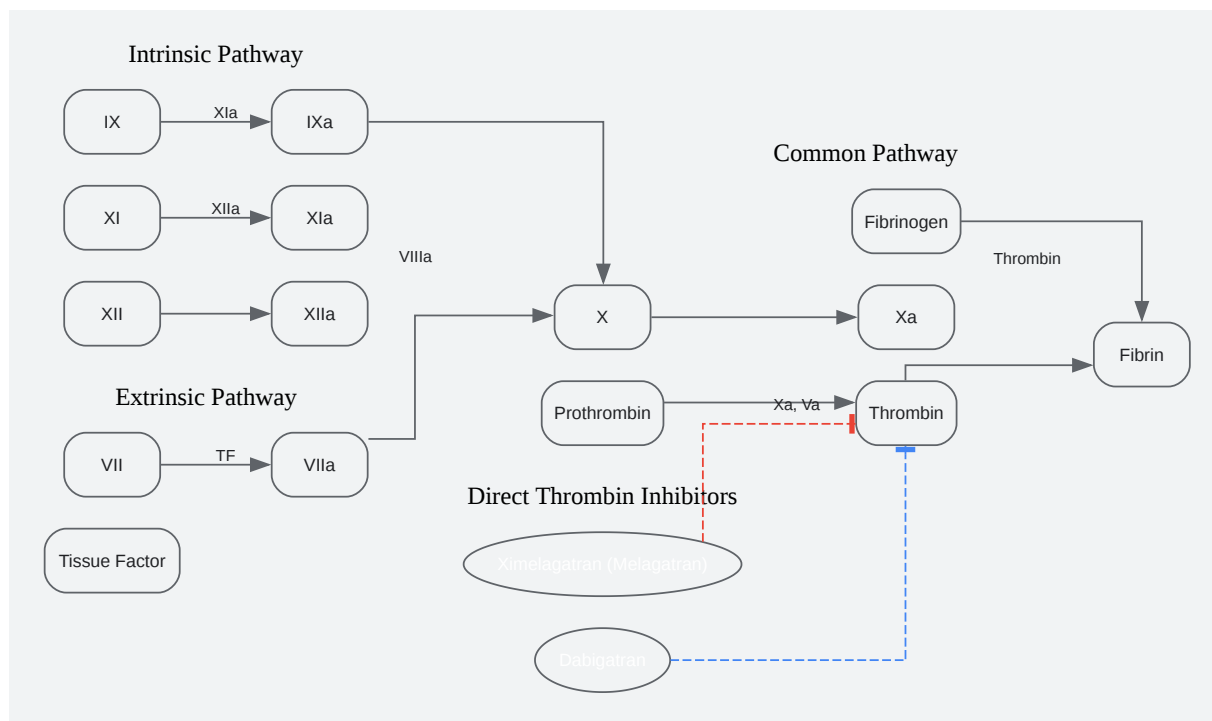 Intrinsic Pathway
IX
XIa
IXa
XI
XIIa
XIa
XII
XIIa
VIIIa
Extrinsic Pathway
VII
TF
VIIa
Tissue Factor
X
Common Pathway
Fibrinogen
Thrombin
Xa
Fibrin
Prothrombin
Xa, Va
Thrombin
Direct Thrombin Inhibitors
Ximelagatran (Melagatran)
Dabigatran